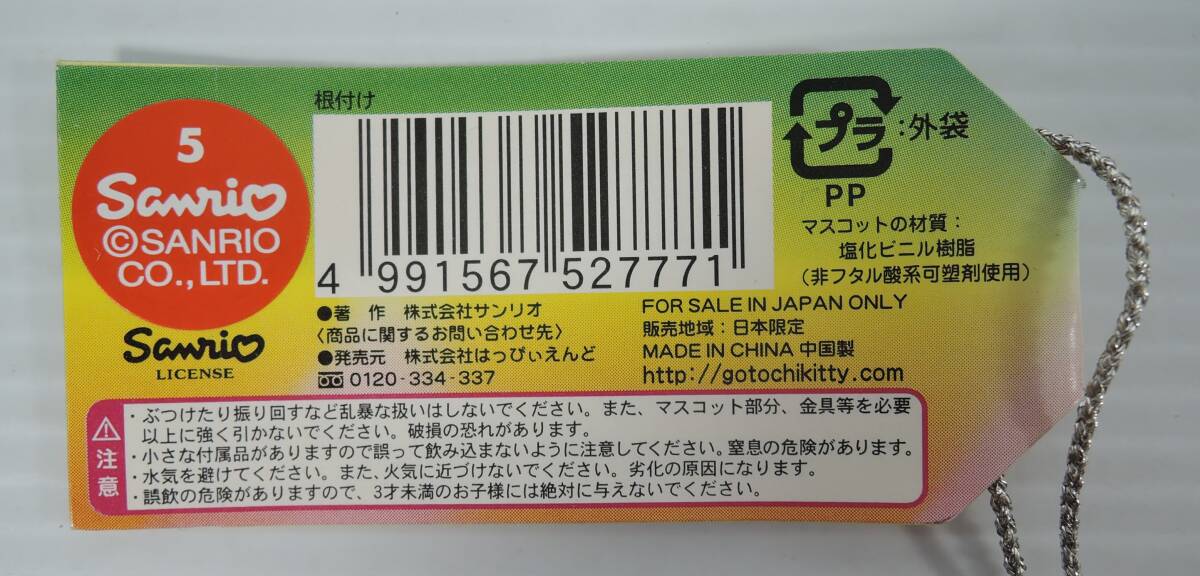 5
Sanrio
©SANRIO
CO., LTD.
Sanrio
LICENSE
根付け
4 991567 527771
プラ:外袋
PP
マスコットの材質:
塩化ビニル樹脂
(非フタル酸系可塑剤使用)
●著 作 株式会社サンリオ
〈商品に関するお問い合わせ先〉
●発売元 株式会社はっぴぃえんど
0120-334-337
FOR SALE IN JAPAN ONLY
販売地域:日本限定
MADE IN CHINA 中国製
http://gotochikitty.com
注意
・ぶつけたり振り回すなど乱暴な扱いはしないでください。また、マスコット部分、金具等を必要
以上に強く引かないでください。破損の恐れがあります。
・小さな付属品がありますので誤って飲み込まないように注意してください。窒息の危険があります。
・水気を避けてください。また、火気に近づけないでください。劣化の原因になります。
・誤飲の危険がありますので、3才未満のお子様には絶対に与えないでください。